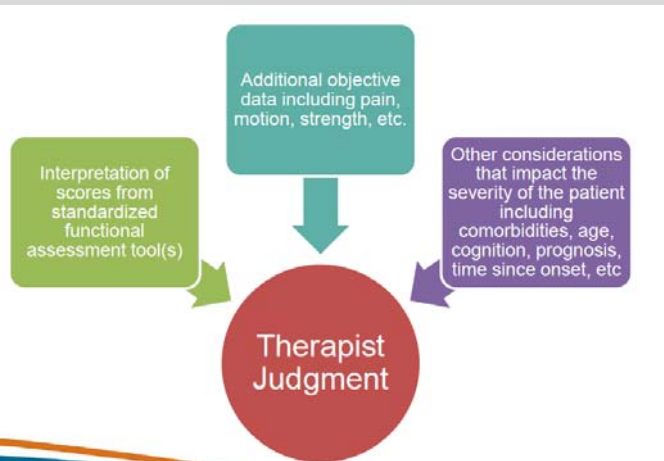 Additional objective
data including pain,
motion, strength, etc.
Interpretation of
scores from
standardized
functional
assessment tool(s)
Other considerations
that impact the
severity of the patient
including
comorbidities, age,
cognition, prognosis,
time since onset, etc
Therapist
Judgment